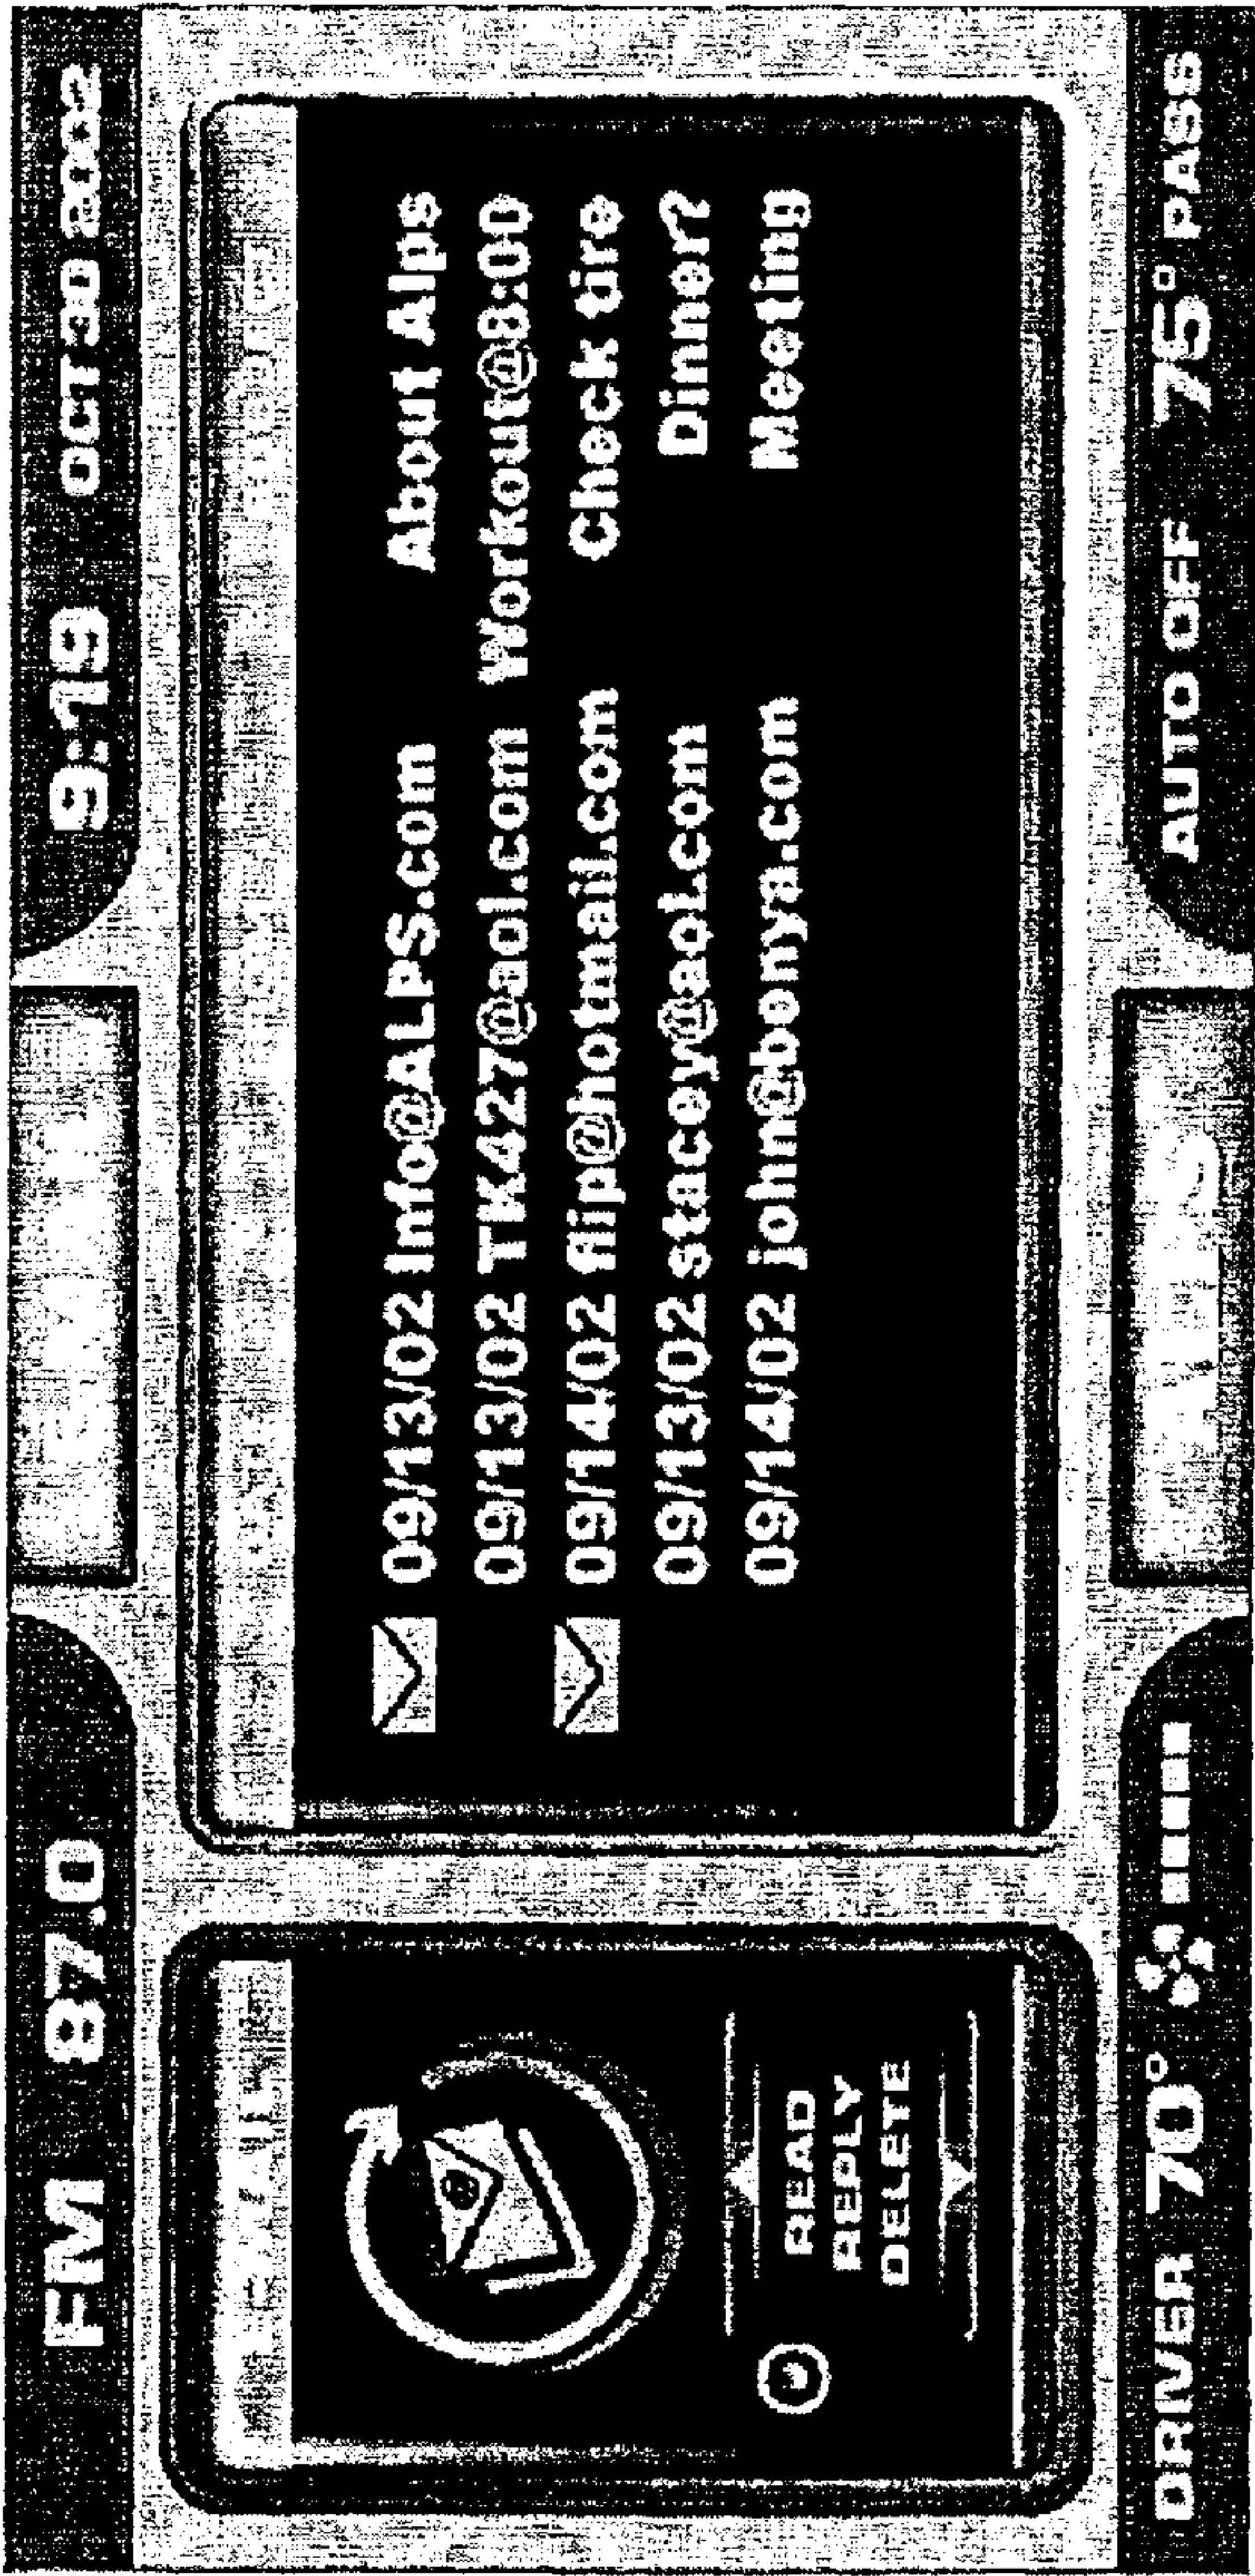 FM 87.0
9:19 OCT 30 2002
E-MAIL
READ
REPLY
DELETE
09/13/02 Info@ALPS.com About Alps
09/13/02 TK427@aol.com Workout@8:00
09/14/02 flip@hotmail.com Check tire
09/13/02 stacey@aol.com Dinner?
09/14/02 john@bonya.com Meeting
DRIVER 70°
AUTO OFF 75° PASS